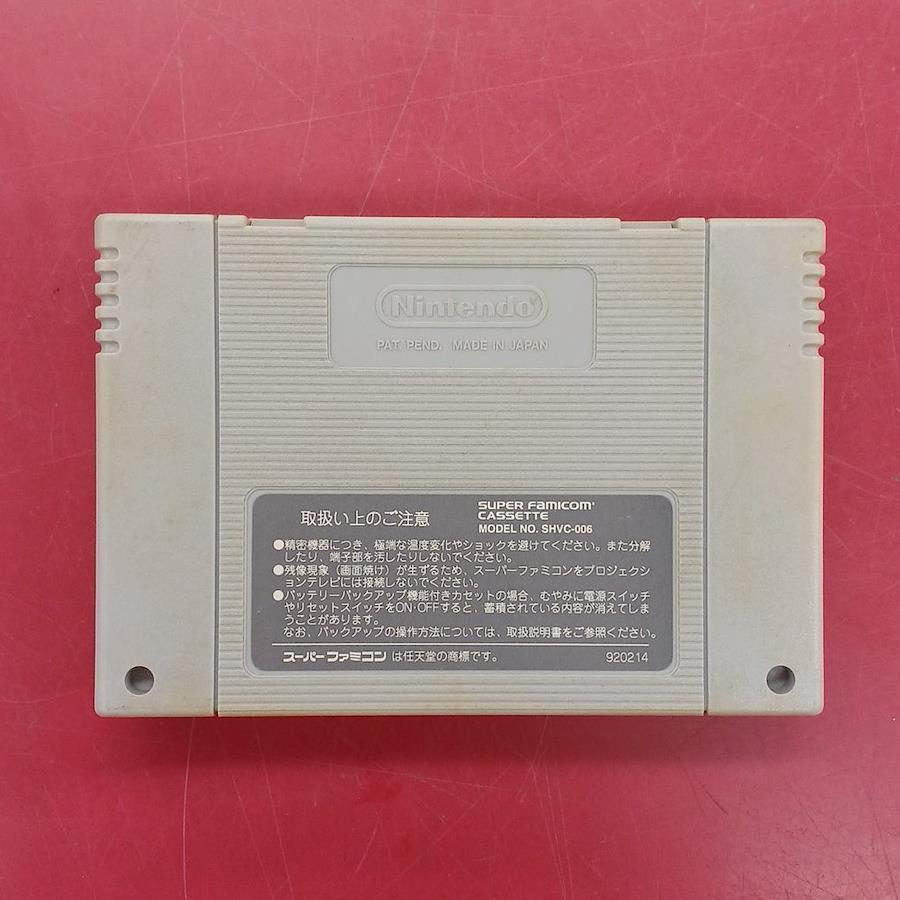 Nintendo®
PAT. PEND. MADE IN JAPAN
取扱い上のご注意
SUPER FAMICOM
CASSETTE
MODEL NO. SHVC-006
●精密機器につき、極端な温度変化やショックを避けてください。また分解
したり、端子部を汚したりしないでください。
●残像現象（画面焼け）が生ずるため、スーパーファミコンをプロジェクシ
ョンテレビには接続しないでください。
●バッテリーバックアップ機能付きカセットの場合、むやみに電源スイッチ
やリセットスイッチをON・OFFすると、蓄積されている内容が消えてしま
うことがあります。
なお、バックアップの操作方法については、取扱説明書をご参照ください。
スーパーファミコン は任天堂の商標です。 920214